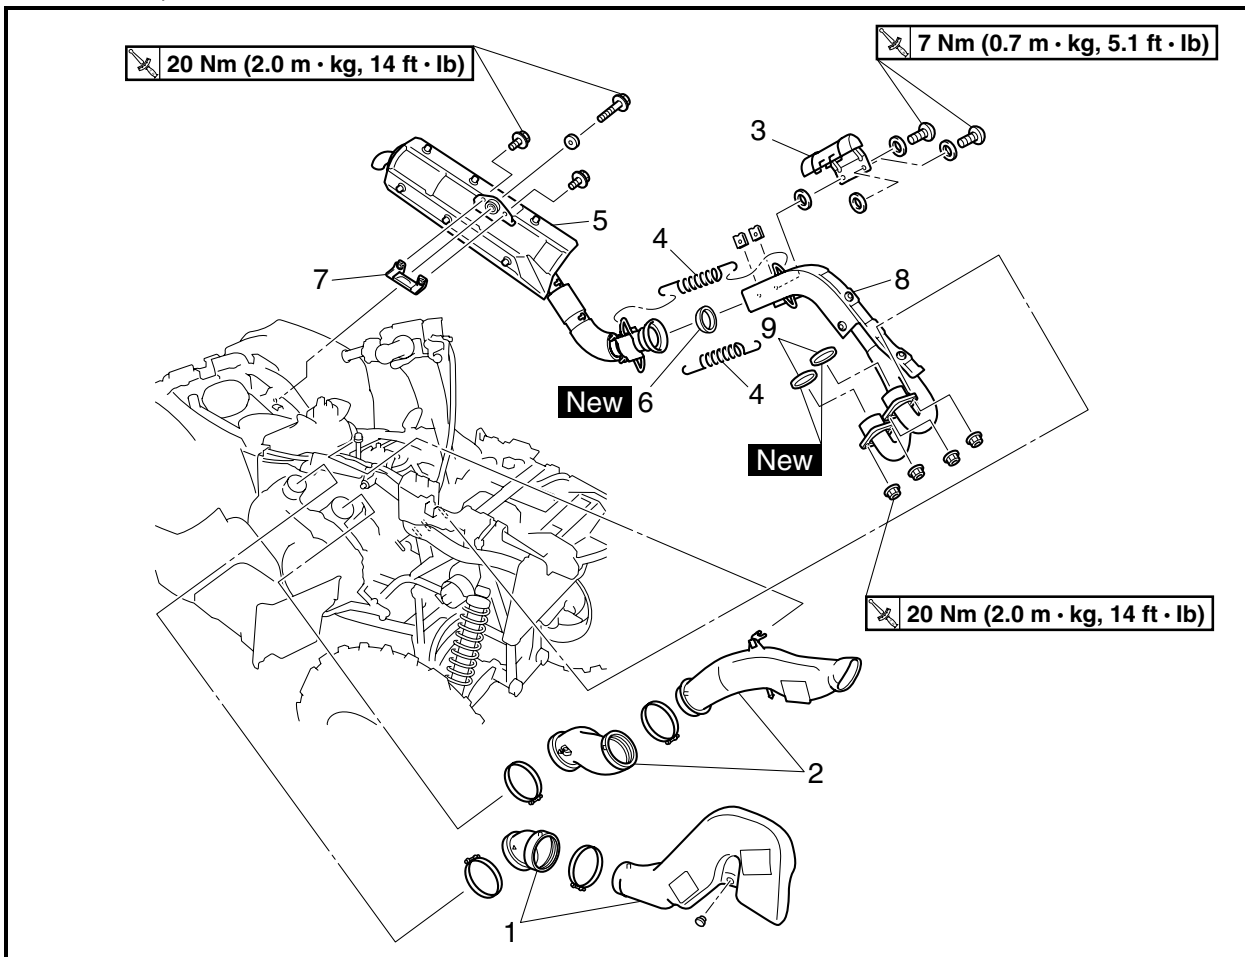 20 Nm (2.0 m · kg, 14 ft · lb)
7 Nm (0.7 m · kg, 5.1 ft · lb)
3
5
4
7
8
9
New 6
4
New
20 Nm (2.0 m · kg, 14 ft · lb)
2
1